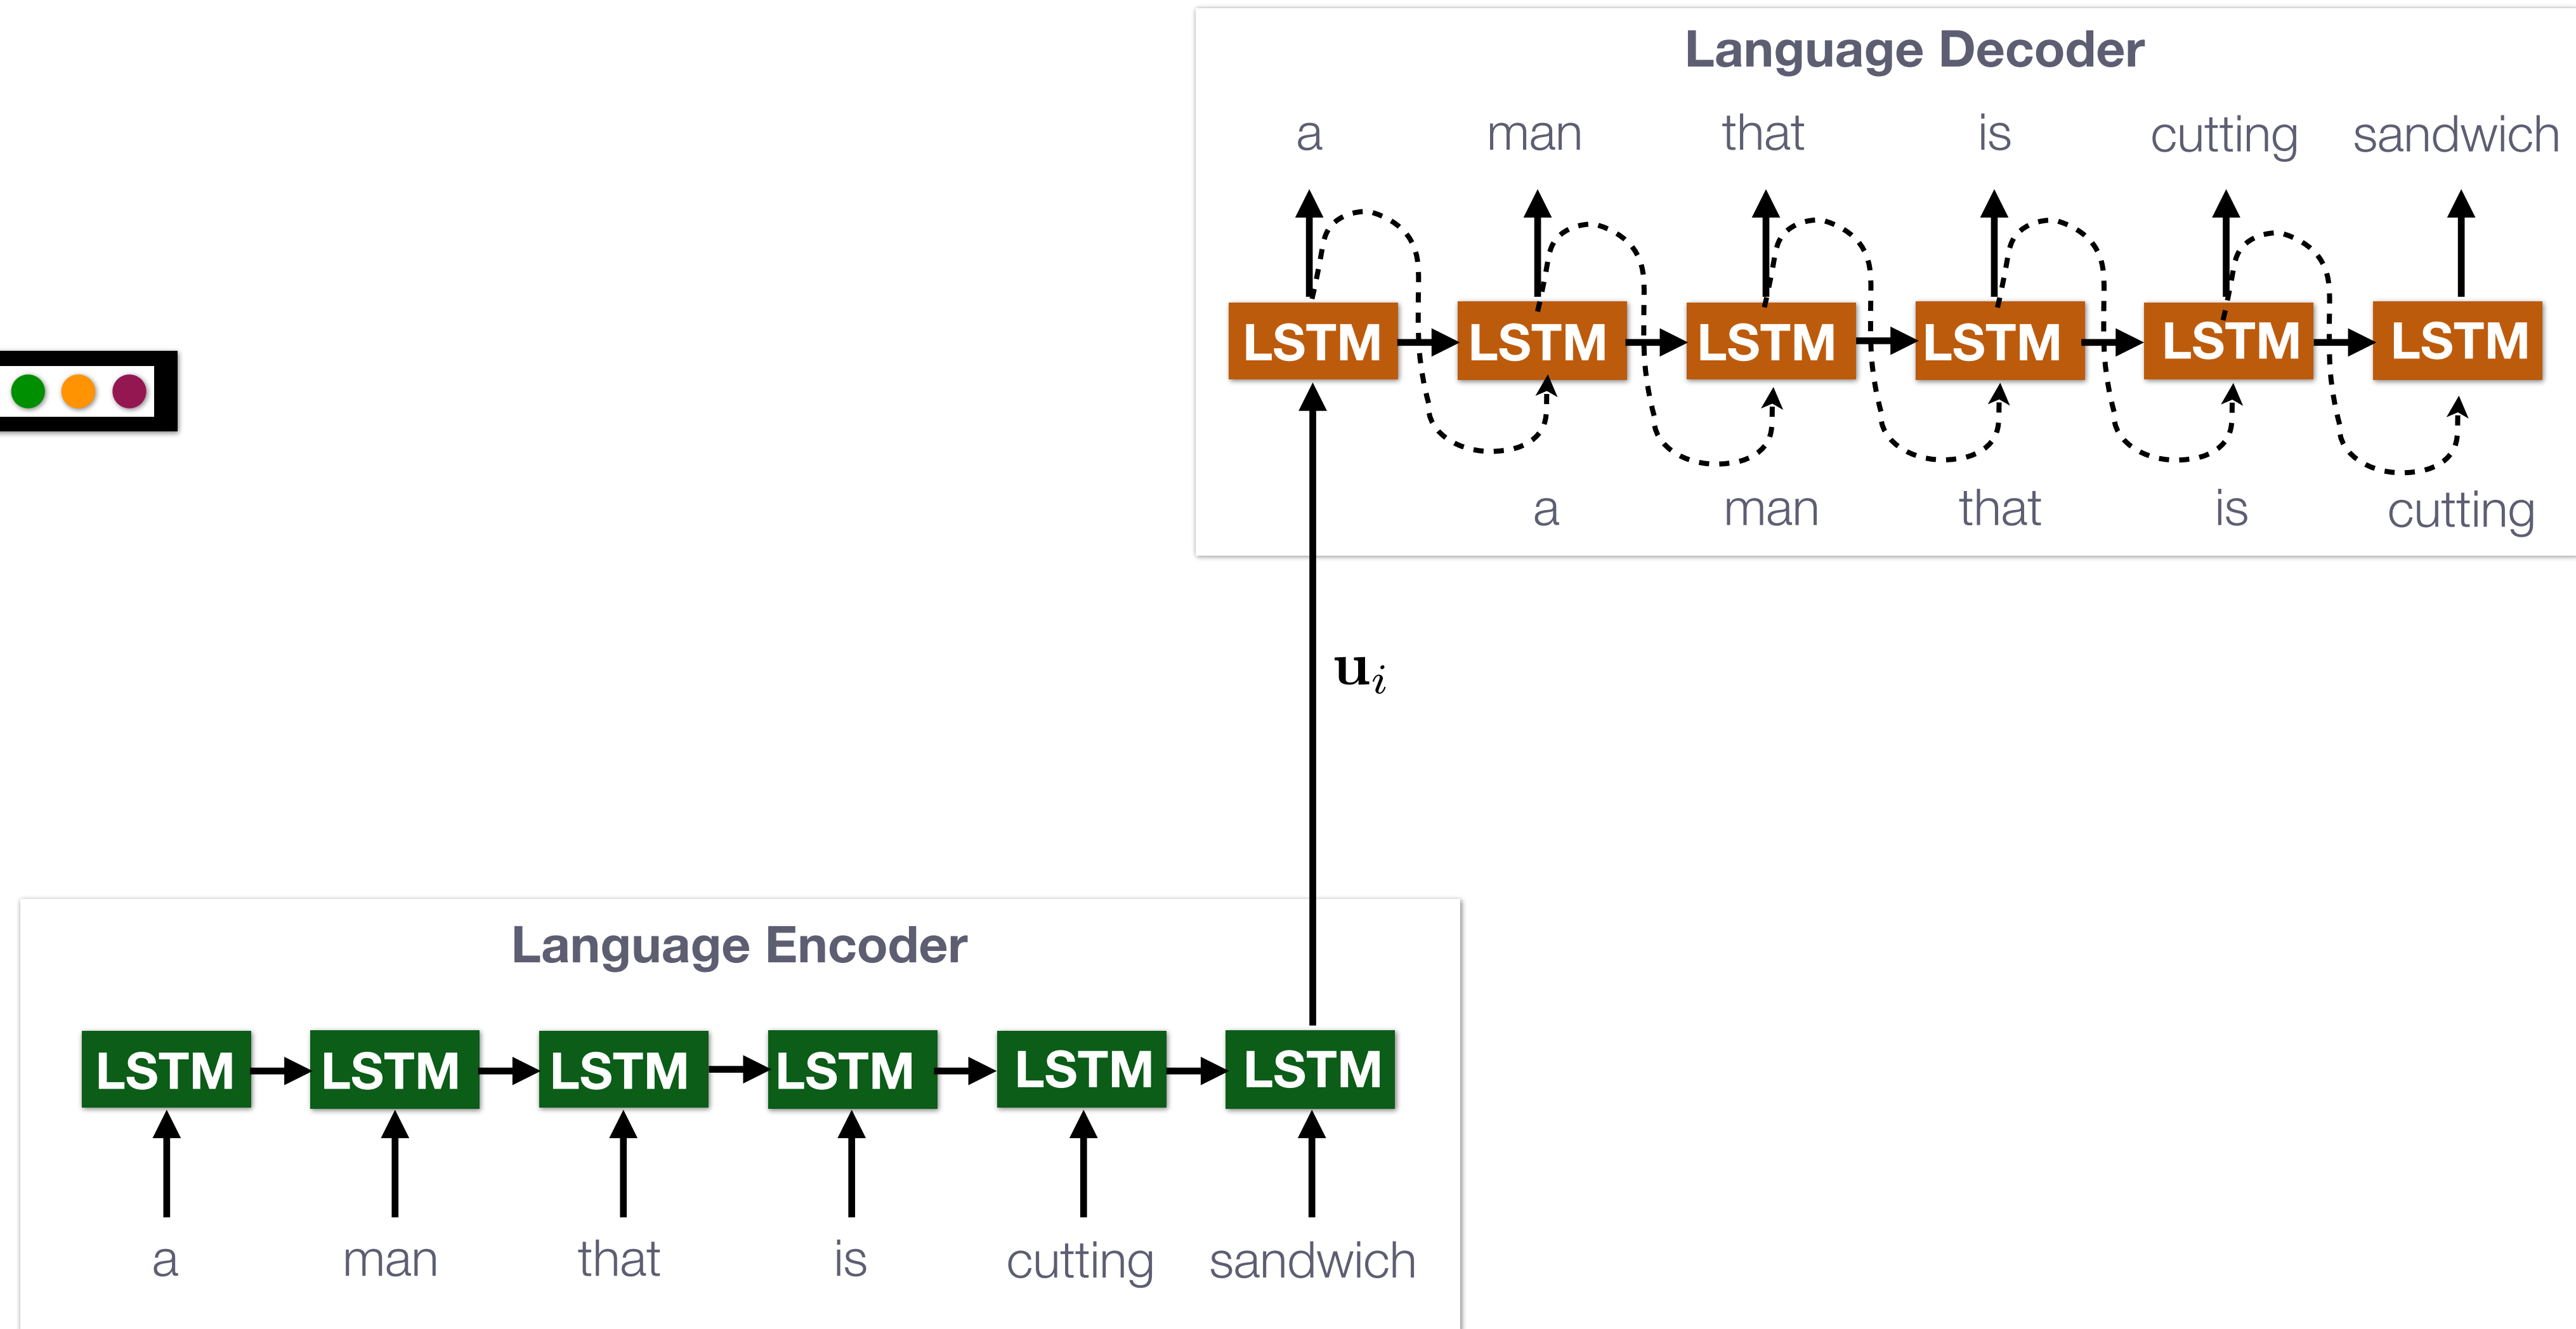 Language Decoder
a man that is cutting sandwich
LSTM LSTM LSTM LSTM LSTM LSTM
a man that is cutting
u_i
Language Encoder
LSTM LSTM LSTM LSTM LSTM LSTM
a man that is cutting sandwich